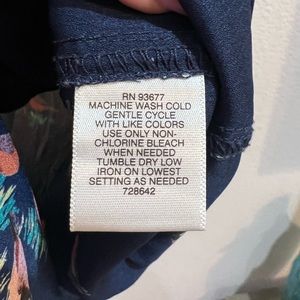 RN 93677
MACHINE WASH COLD
GENTLE CYCLE
WITH LIKE COLORS
USE ONLY NON-
CHLORINE BLEACH
WHEN NEEDED
TUMBLE DRY LOW
IRON ON LOWEST
SETTING AS NEEDED
728642